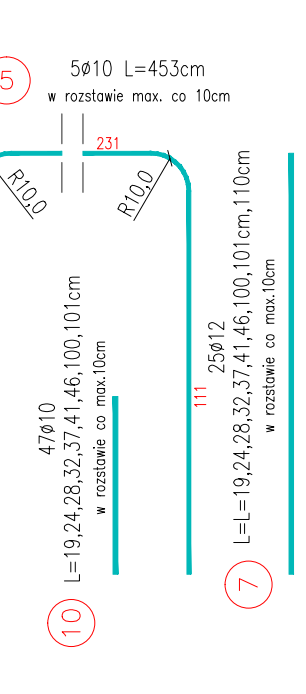 5
5ø10 L=453cm
w rozstawie max. co 10cm
231
R10,0
R10,0
111
47ø10
L=19,24,28,32,37,41,46,100,101cm
w rozstawie co max.10cm
10
25ø12
L=L=19,24,28,32,37,41,46,100,101cm,110cm
w rozstawie co max.10cm
7